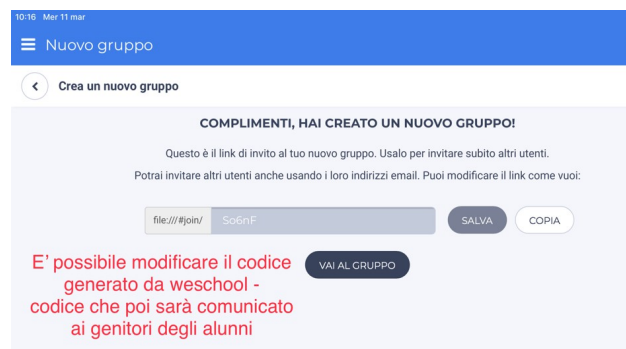 10:16 Mer 11 mar
Nuovo gruppo
Crea un nuovo gruppo
COMPLIMENTI, HAI CREATO UN NUOVO GRUPPO!
Questo è il link di invito al tuo nuovo gruppo. Usalo per invitare subito altri utenti.
Potrai invitare altri utenti anche usando i loro indirizzi email. Puoi modificare il link come vuoi:
file:///#join/ So6nF SALVA COPIA
VAI AL GRUPPO
E' possibile modificare il codice
generato da weschool -
codice che poi sarà comunicato
ai genitori degli alunni